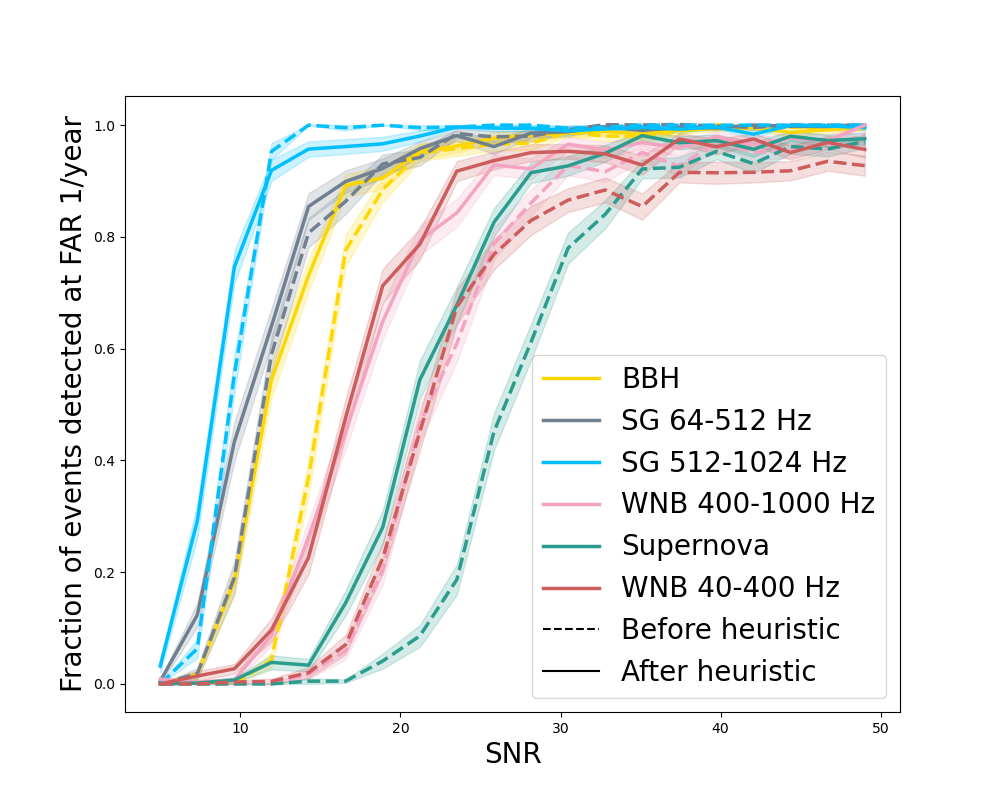 Fraction of events detected at FAR 1/year
1.0
0.8
0.6
0.4
0.2
0.0
BBH
SG 64-512 Hz
SG 512-1024 Hz
WNB 400-1000 Hz
Supernova
WNB 40-400 Hz
Before heuristic
After heuristic
10
20
30
40
50
SNR